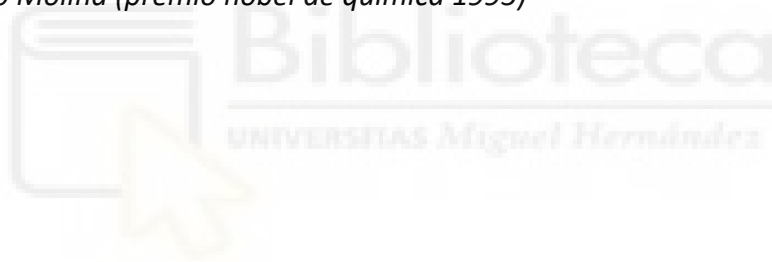 Molina (premio nobel de química 1995)
Biblioteca
UNIVERSITAS Miguel Hernández